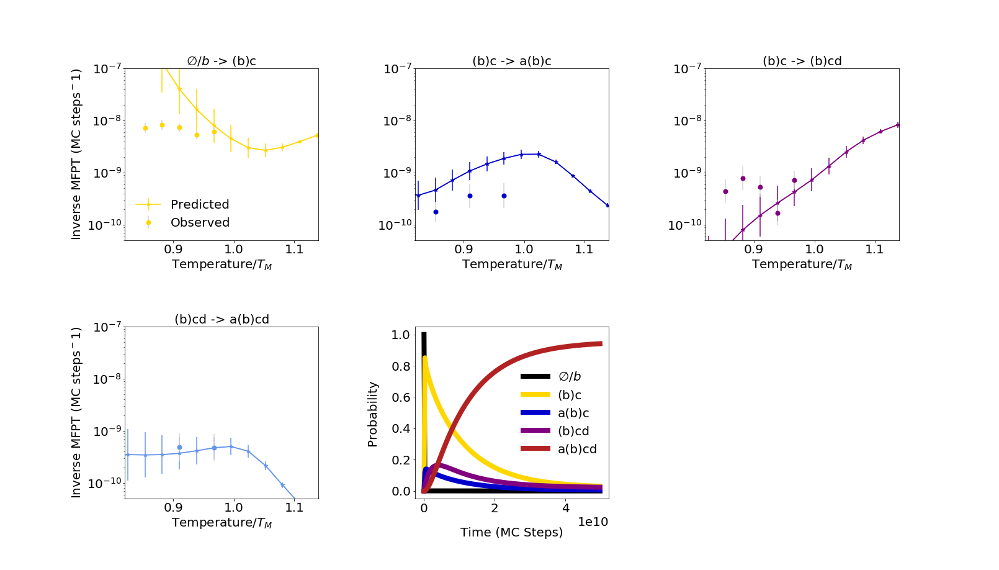 ∅/b -> (b)c
(b)c -> a(b)c
(b)c -> (b)cd
Inverse MFPT (MC steps⁻1)
10⁻⁷
10⁻⁸
10⁻⁹
10⁻¹⁰
Predicted
Observed
0.9 1.0 1.1
Temperature/T_M
10⁻⁷
10⁻⁸
10⁻⁹
10⁻¹⁰
0.9 1.0 1.1
Temperature/T_M
10⁻⁷
10⁻⁸
10⁻⁹
10⁻¹⁰
0.9 1.0 1.1
Temperature/T_M
(b)cd -> a(b)cd
Inverse MFPT (MC steps⁻1)
10⁻⁷
10⁻⁸
10⁻⁹
10⁻¹⁰
0.9 1.0 1.1
Temperature/T_M
Probability
1.0
0.8
0.6
0.4
0.2
0.0
∅/b
(b)c
a(b)c
(b)cd
a(b)cd
0 2 4
1e10
Time (MC Steps)